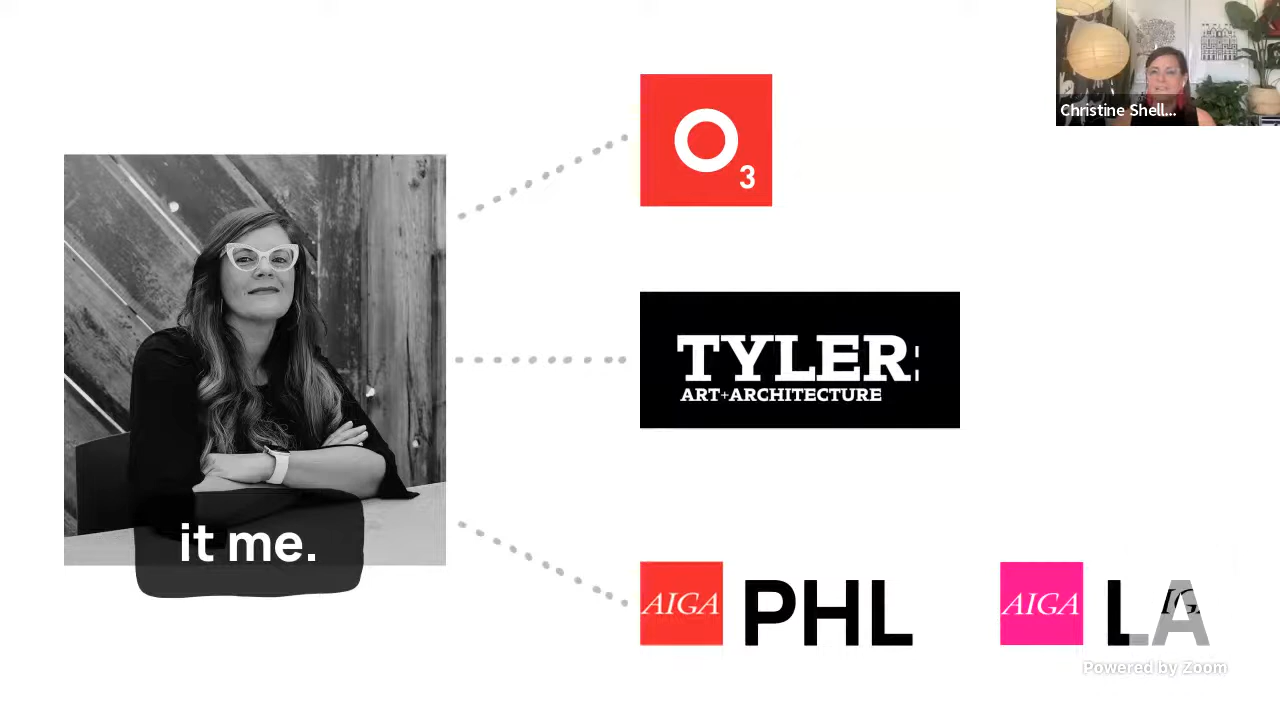 Christine Shell...
O
3
TYLER:
ART+ARCHITECTURE
it me.
AIGA PHL
AIGA LA
Powered by Zoom